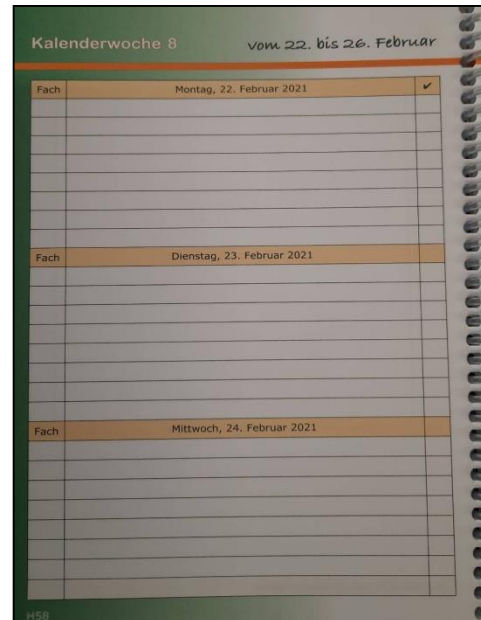 Kalenderwoche 8 vom 22. bis 26. Februar
Fach Montag, 22. Februar 2021 ✔
Fach Dienstag, 23. Februar 2021
Fach Mittwoch, 24. Februar 2021
H58